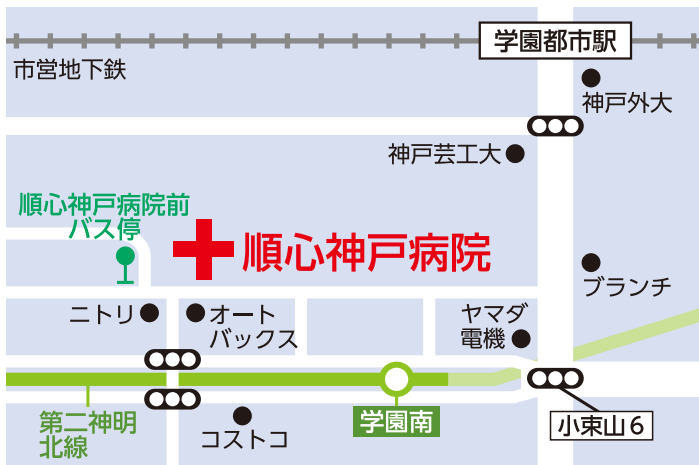 学園都市駅
市営地下鉄
神戸外大
神戸芸工大
順心神戸病院前
バス停
順心神戸病院
ブランチ
ニトリ
オート
バックス
ヤマダ
電機
第二神明
北線
学園南
コストコ
小束山6